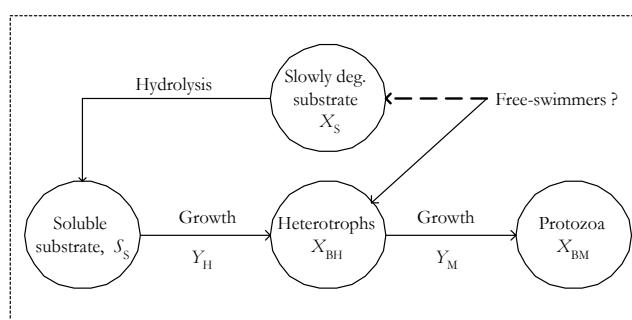 Hydrolysis
Slowly deg.
substrate
X_S
Free-swimmers ?
Soluble
substrate, S_S
Growth
Y_H
Heterotrophs
X_BH
Growth
Y_M
Protozoa
X_BM